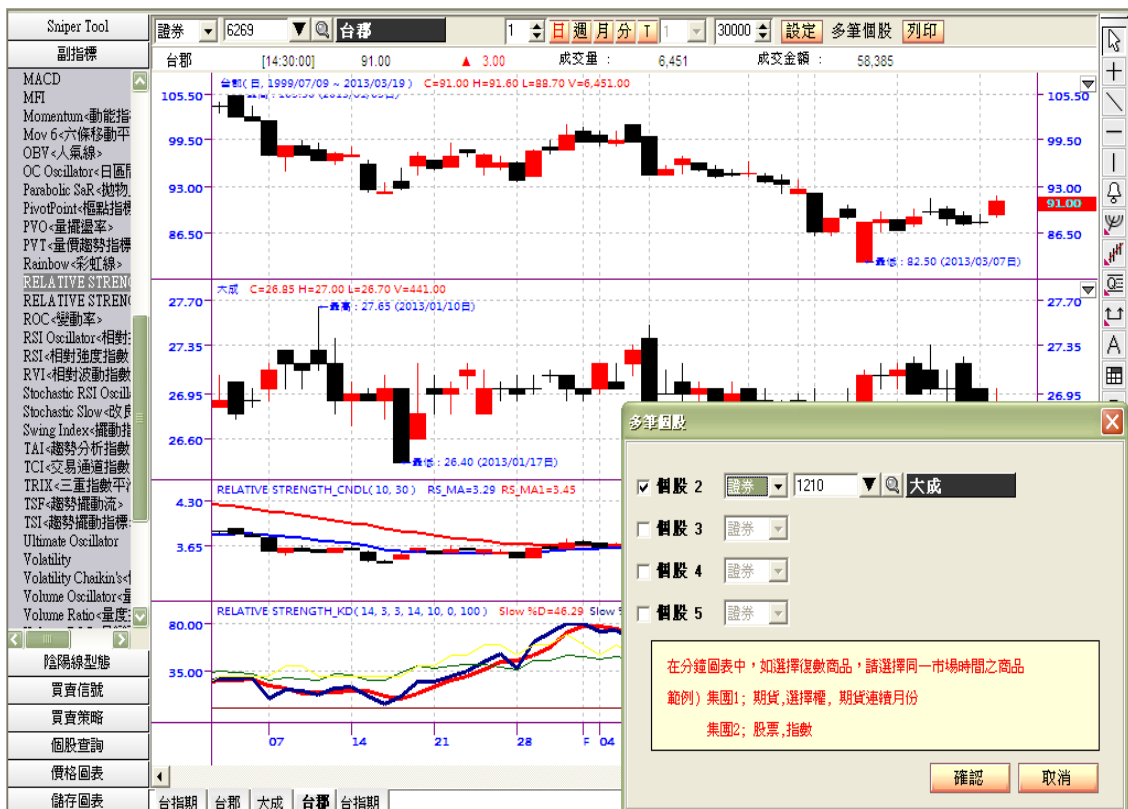 Sniper Tool
副指標
MACD
MFI
Momentum<動能指
Mov 6<六條移動平
OBV<人氣線>
OC Oscillator<日區間
Parabolic SaR<拋物
PivotPoint<樞點指標
PVO<量擺盪率>
PVT<量價趨勢指標
Rainbow<彩虹線>
RELATIVE STREN
RELATIVE STREN
ROC<變動率>
RSI Oscillator<相對
RSI<相對強度指數
RVI<相對波動指數
Stochastic RSI Oscill
Stochastic Slow<改良
Swing Index<擺動指
TAI<趨勢分析指數
TCI<交易通道指數
TRIX<三重指數平
TSF<趨勢擺動流>
TSI<趨勢擺動指標
Ultimate Oscillator
Volatility
Volatility Chaikin's<
Volume Oscillator<量
Volume Ratio<量度
陰陽線型態
買賣信號
買賣策略
個股查詢
價格圖表
儲存圖表
證券 6269 台郡 1 日 週 月 分 T 1 30000 設定 多筆個股 列印
台郡 [14:30:00] 91.00 ▲ 3.00 成交量 : 6,451 成交金額 : 58,385
台郡(日, 1999/07/09 ~ 2013/03/19) C=91.00 H=91.60 L=88.70 V=6,451.00
105.50 105.50
99.50 99.50
93.00 93.00
91.00
86.50 86.50
最低 : 82.50 (2013/03/07日)
大成 C=26.85 H=27.00 L=26.70 V=441.00
27.70 27.70
最高 : 27.65 (2013/01/10日)
27.35 27.35
26.95 26.95
26.60
最低 : 26.40 (2013/01/17日)
RELATIVE STRENGTH_CNDL(10, 30) RS_MA=3.29 RS_MA1=3.45
4.30
3.65
RELATIVE STRENGTH_KD(14, 3, 3, 14, 10, 0, 100) Slow %D=46.29 Slow
80.00
35.00
07 14 21 28 F 04
台指期 台郡 大成 台郡 台指期
多筆個股
個股 2 證券 1210 大成
個股 3 證券
個股 4 證券
個股 5 證券
在分鐘圖表中，如選擇復數商品，請選擇同一市場時間之商品
範例) 集團1; 期貨,選擇權, 期貨連續月份
集團2; 股票,指數
確認 取消
A